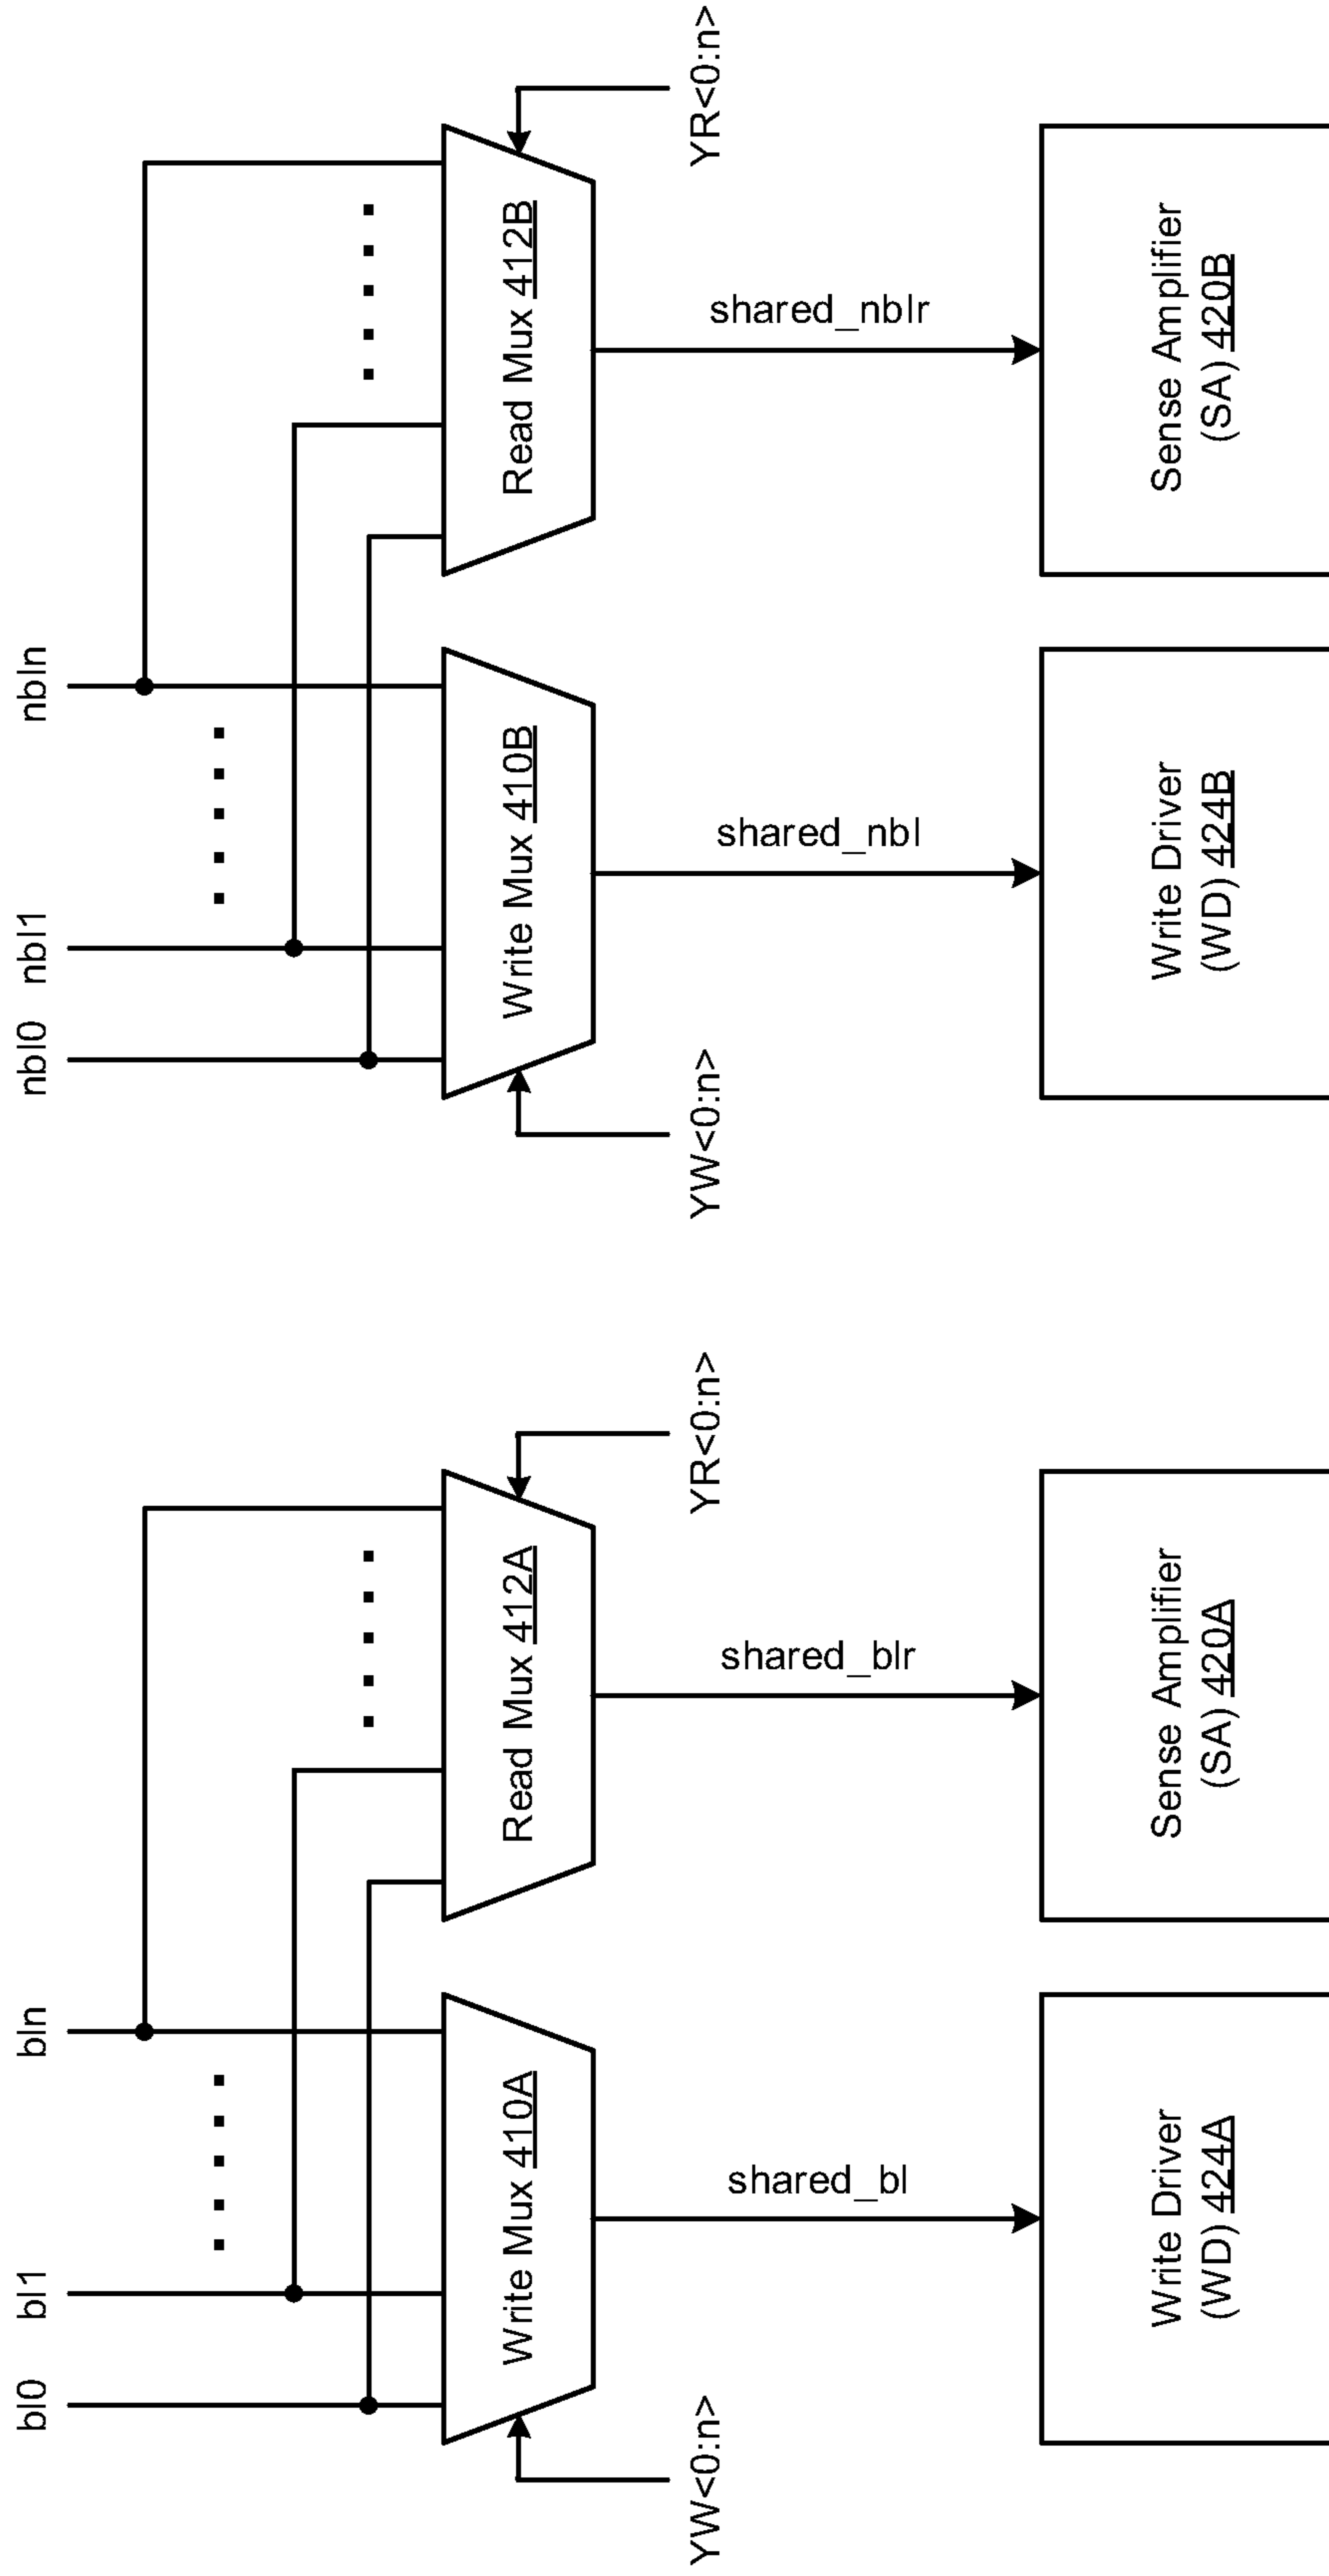 bl0
bl1
bln
nbl0
nbl1
nbln
Write Mux 410A
Read Mux 412A
Write Mux 410B
Read Mux 412B
YW<0:n>
YR<0:n>
YW<0:n>
YR<0:n>
shared_bl
shared_blr
shared_nbl
shared_nblr
Write Driver
(WD) 424A
Sense Amplifier
(SA) 420A
Write Driver
(WD) 424B
Sense Amplifier
(SA) 420B